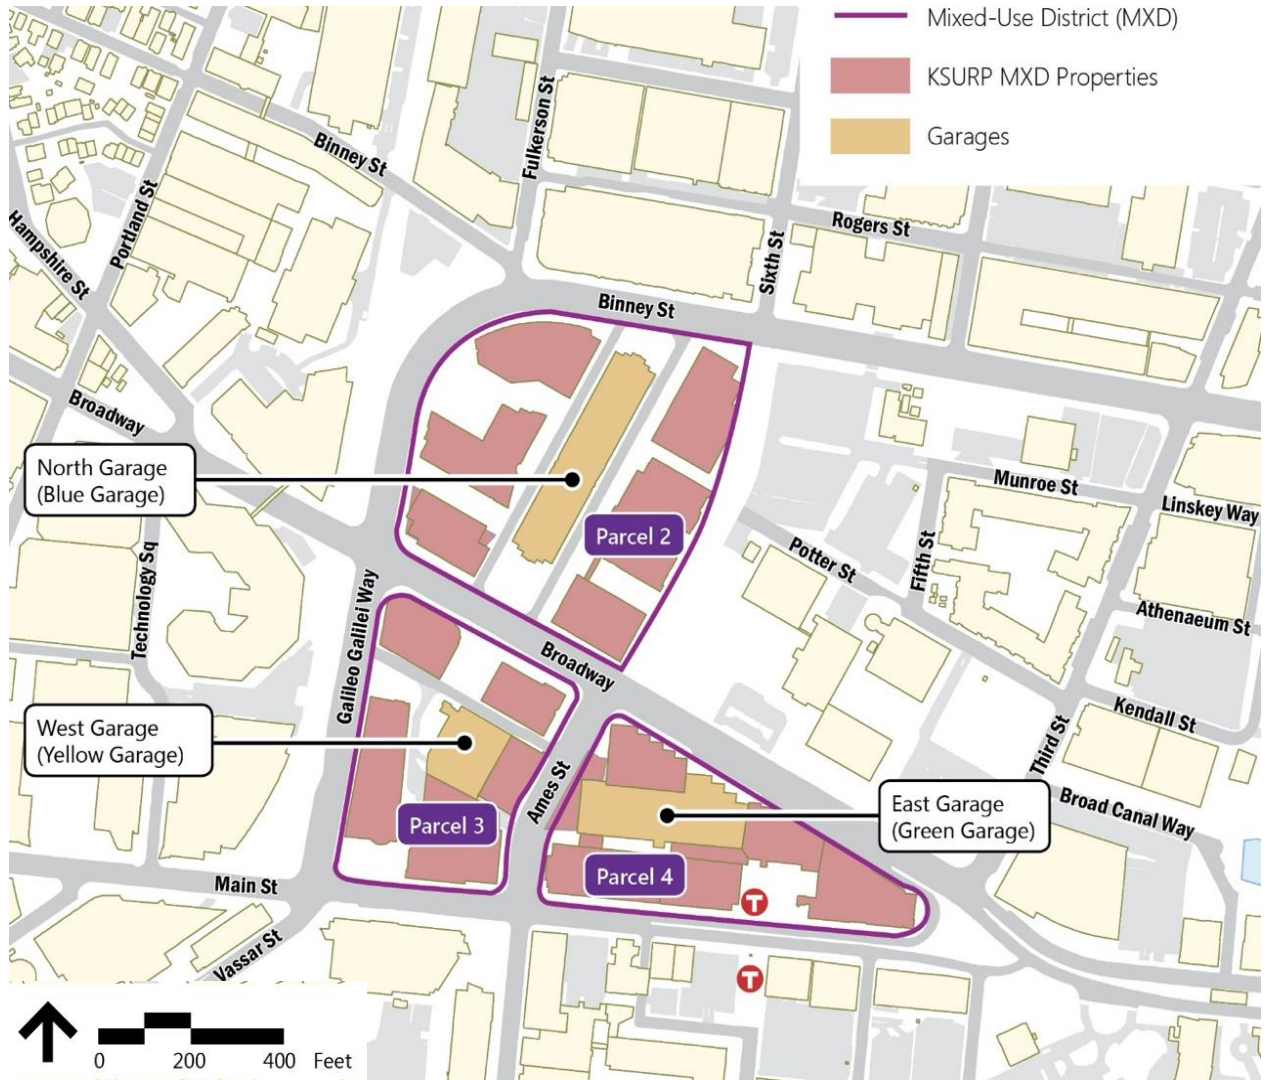 Mixed-Use District (MXD)
KSURP MXD Properties
Garages
Binney St
Fulkerson St
Portland St
Hampshire St
Rogers St
Sixth St
Binney St
Broadway
North Garage
(Blue Garage)
Munroe St
Linskey Way
Parcel 2
Potter St
Fifth St
Technology Sq
Athenaeum St
Galileo Galilei Way
Broadway
Kendall St
West Garage
(Yellow Garage)
Third St
Ames St
East Garage
(Green Garage)
Broad Canal Way
Parcel 3
Parcel 4
Main St
T
Vassar St
T
0 200 400 Feet